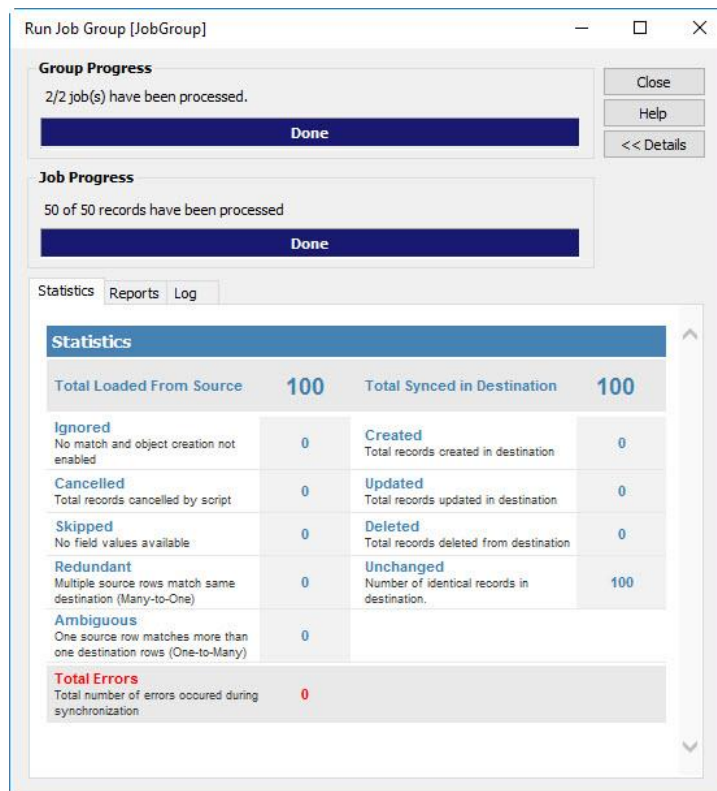 Run Job Group [JobGroup]
Group Progress
2/2 job(s) have been processed.
Done
Close
Help
<< Details
Job Progress
50 of 50 records have been processed
Done
Statistics Reports Log
Statistics
Total Loaded From Source 100 Total Synced in Destination 100
Ignored
No match and object creation not
enabled
0
Created
Total records created in destination
0
Cancelled
Total records cancelled by script
0
Updated
Total records updated in destination
0
Skipped
No field values available
0
Deleted
Total records deleted from destination
0
Redundant
Multiple source rows match same
destination (Many-to-One)
0
Unchanged
Number of identical records in
destination.
100
Ambiguous
One source row matches more than
one destination rows (One-to-Many)
0
Total Errors
Total number of errors occured during
synchronization
0